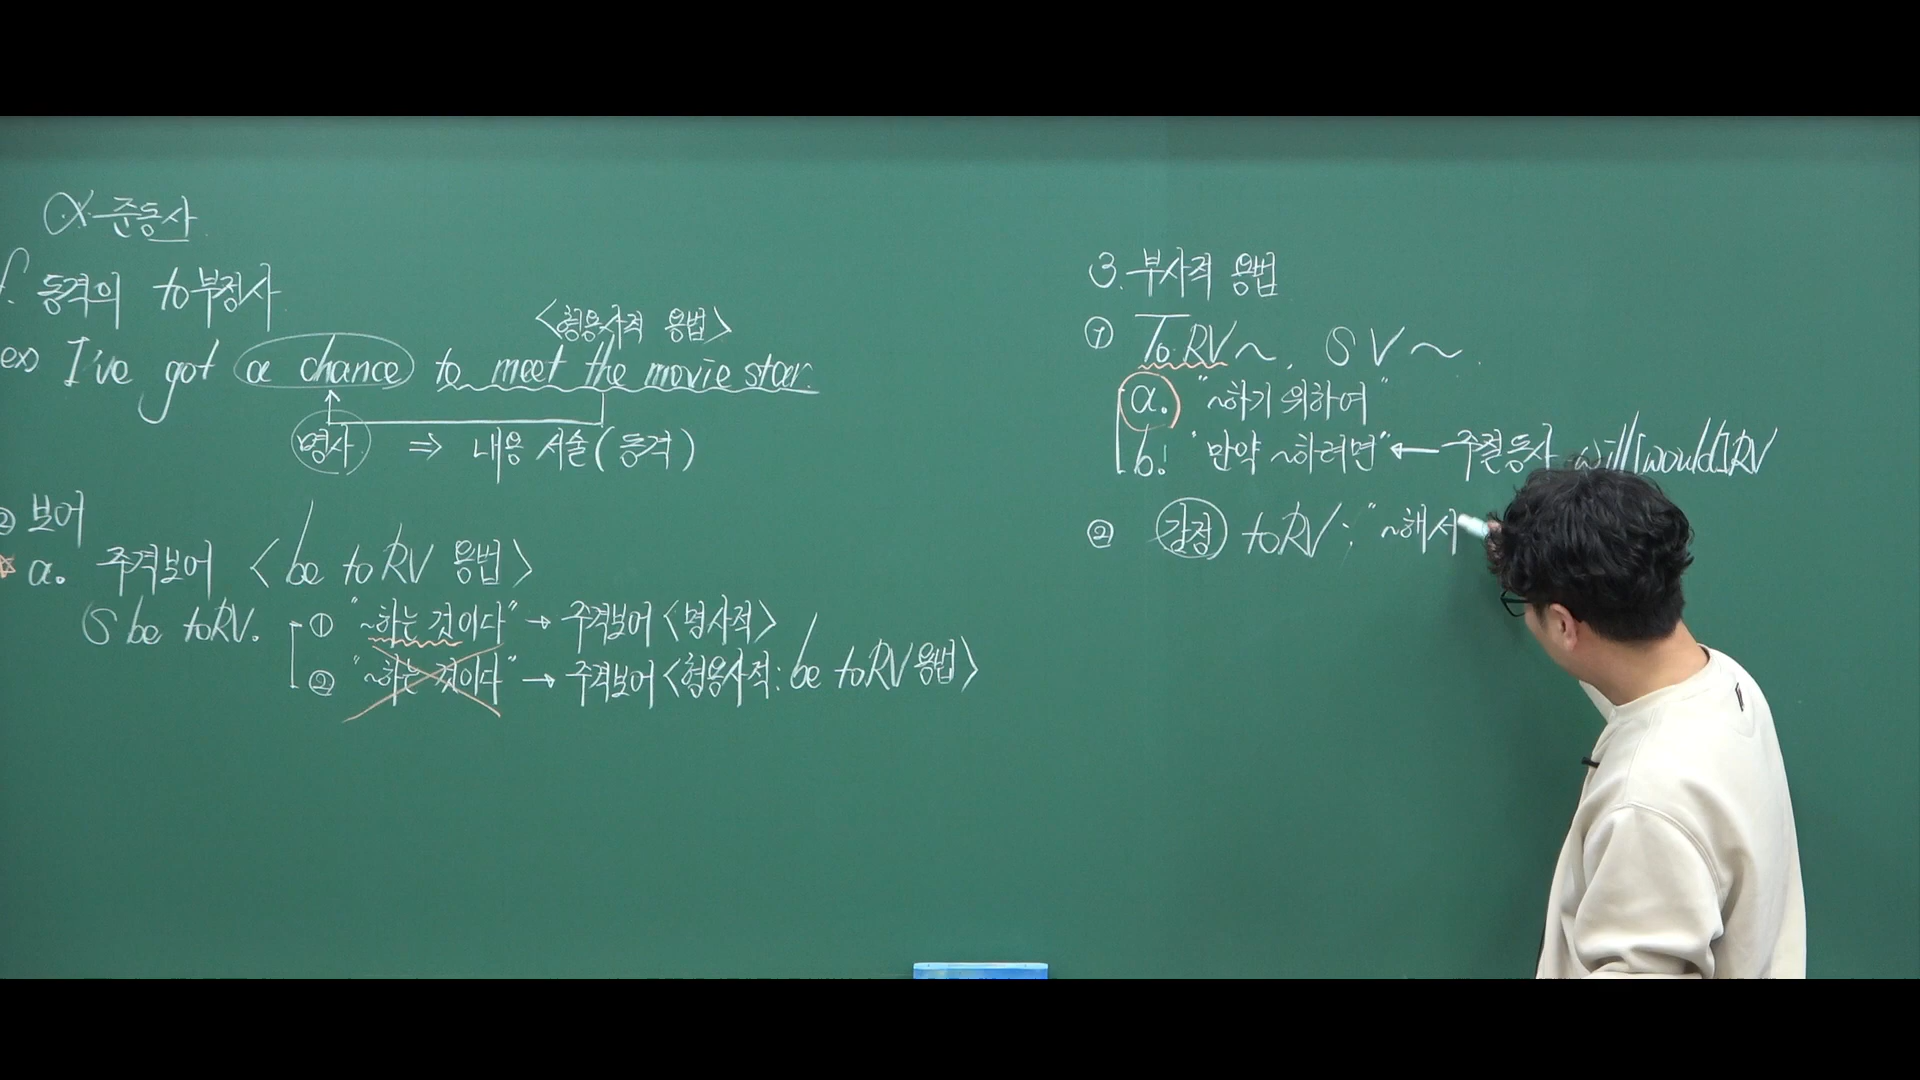 α-준동사
f. 동격의 to부정사
<형용사적 용법>
ex) I've got a chance to meet the movie star.
명사 ⇒ 내용 서술(동격)
② 보어
☆ a. 주격보어 <be to RV 용법>
S be to RV. ① "~하는 것이다" → 주격보어 <명사적>
② "~하는 것이다" → 주격보어 <형용사적: be to RV 용법>
3. 부사적 용법
① To RV~, S V ~.
a. "~하기 위하여"
b. "만약 ~하려면" ← 주절동사 will[would] RV
② 감정 to RV; "~해서